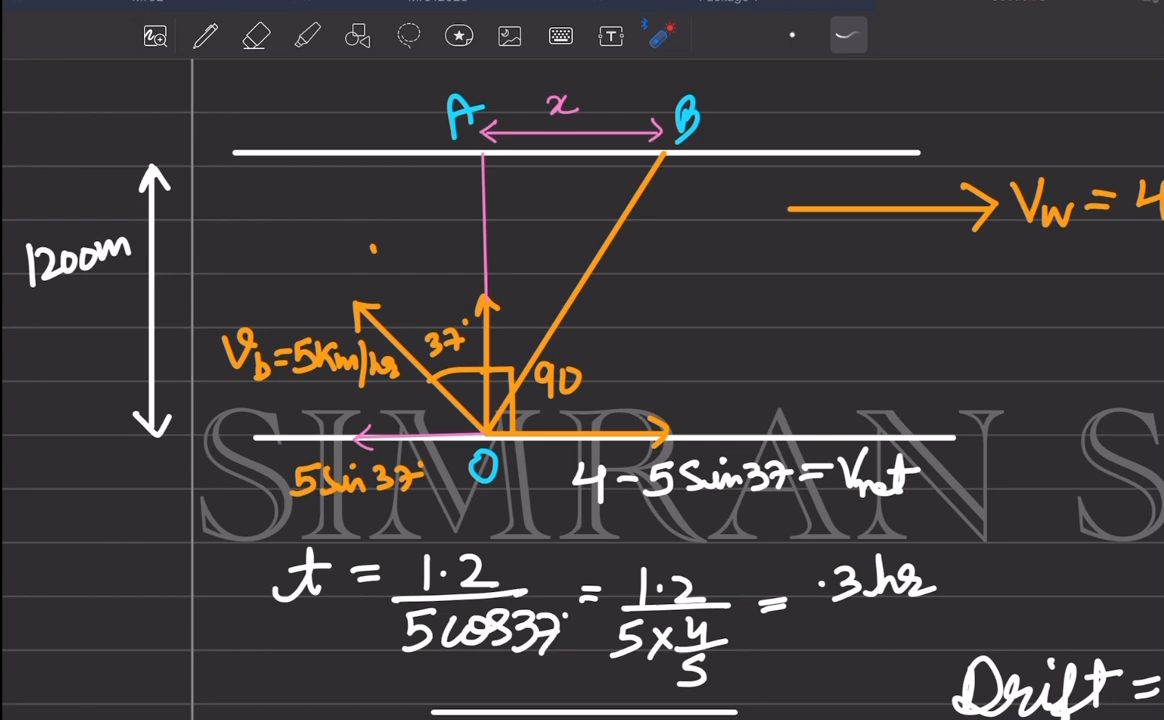 A x B
1200m
Vw = 4
37°
Vb=5Km/hr
90
5Sin37°
O
4-5Sin37=Vnet
SIMRAN S
t = 1.2 / 5cos37° = 1.2 / 5×4/5 = .3hr
Drift =